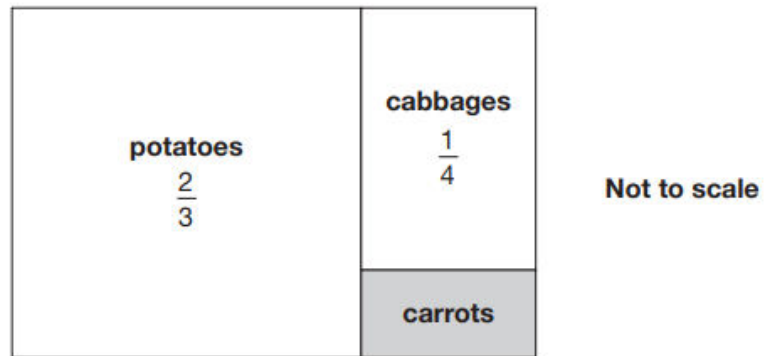 potatoes
2/3
cabbages
1/4
Not to scale
carrots